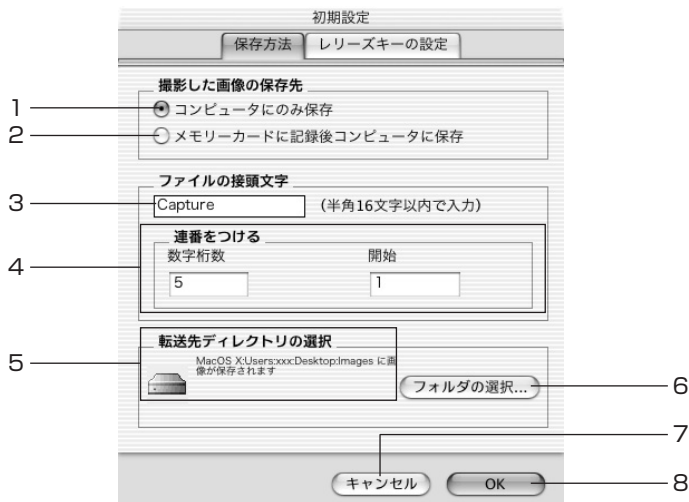 初期設定
保存方法 レリーズキーの設定
撮影した画像の保存先
1 コンピュータにのみ保存
2 メモリーカードに記録後コンピュータに保存
ファイルの接頭文字
3 Capture (半角16文字以内で入力)
連番をつける
4 数字桁数 開始
5 1
転送先ディレクトリの選択
5 MacOS X:Users:xxx:Desktop:Images に画
像が保存されます
フォルダの選択... 6
7
キャンセル OK 8